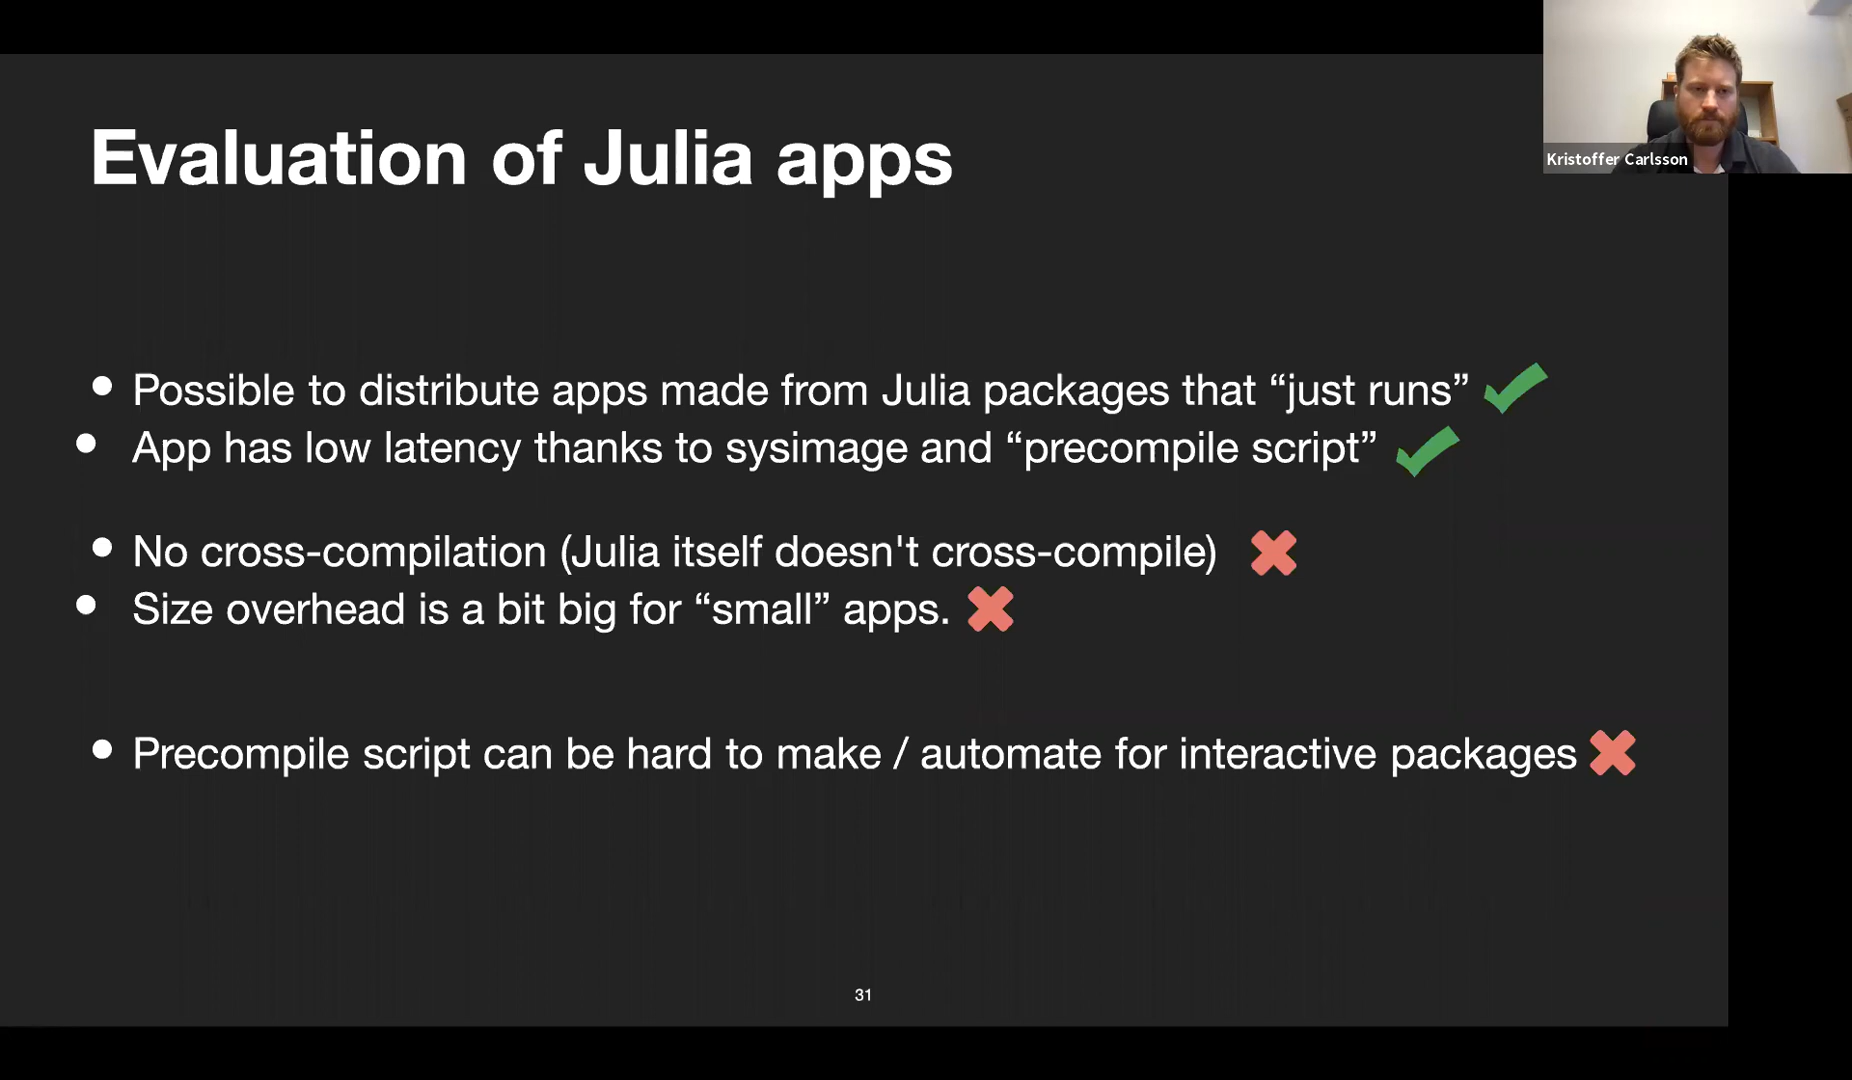 Evaluation of Julia apps
Kristoffer Carlsson
• Possible to distribute apps made from Julia packages that “just runs”
• App has low latency thanks to sysimage and “precompile script”
• No cross-compilation (Julia itself doesn't cross-compile)
• Size overhead is a bit big for “small” apps.
• Precompile script can be hard to make / automate for interactive packages
31